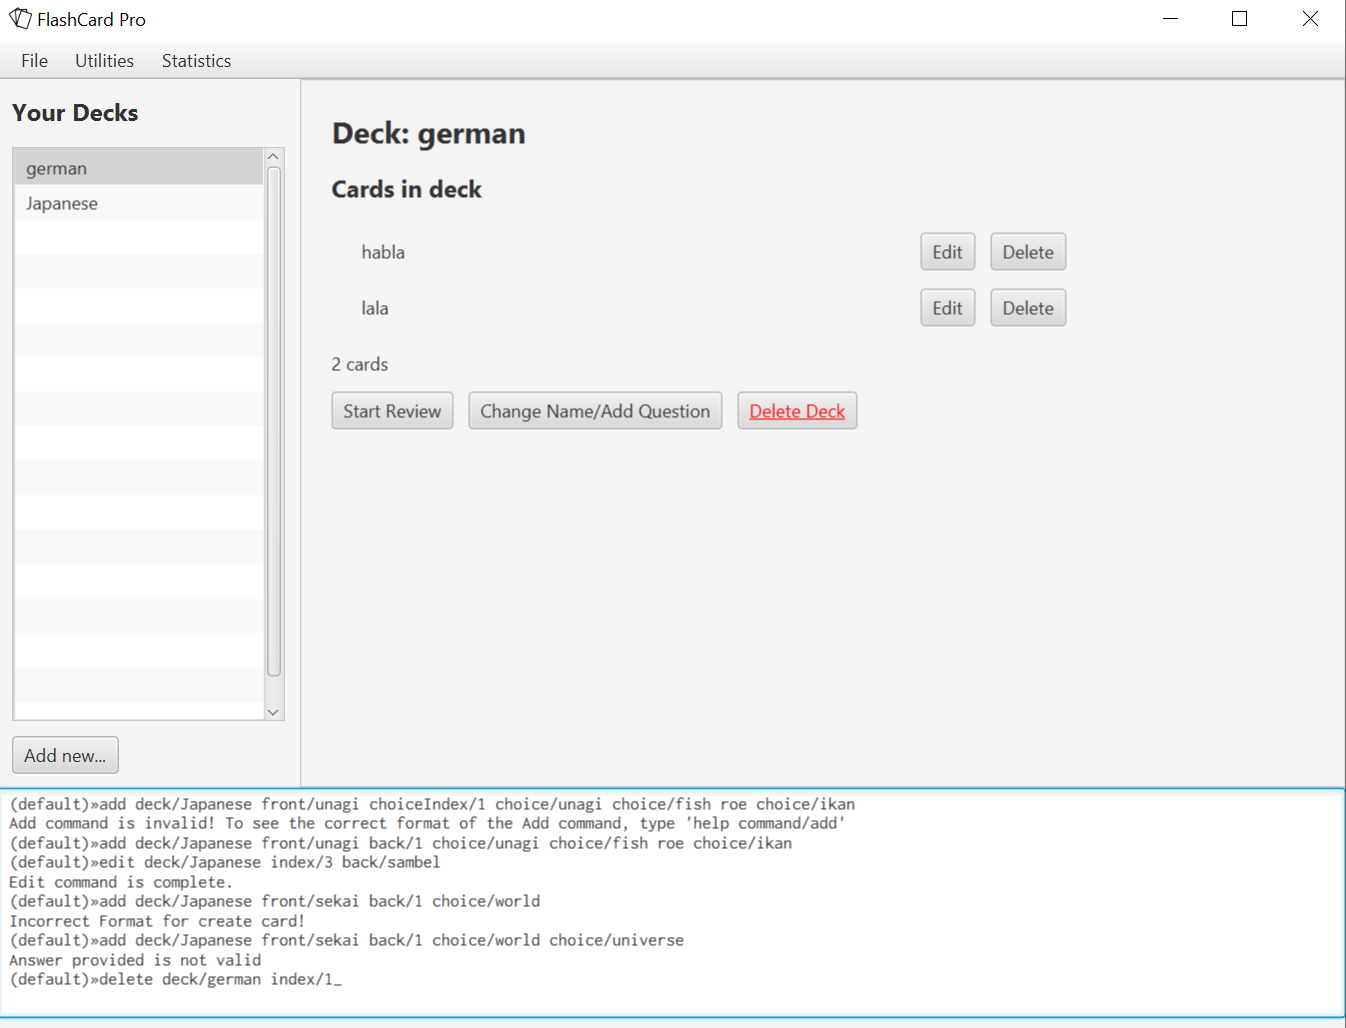 FlashCard Pro
File Utilities Statistics
Your Decks
german
Japanese
Add new...
Deck: german
Cards in deck
habla Edit Delete
lala Edit Delete
2 cards
Start Review Change Name/Add Question Delete Deck
(default)»add deck/Japanese front/unagi choiceIndex/1 choice/unagi choice/fish roe choice/ikan
Add command is invalid! To see the correct format of the Add command, type 'help command/add'
(default)»add deck/Japanese front/unagi back/1 choice/unagi choice/fish roe choice/ikan
(default)»edit deck/Japanese index/3 back/sambel
Edit command is complete.
(default)»add deck/Japanese front/sekai back/1 choice/world
Incorrect Format for create card!
(default)»add deck/Japanese front/sekai back/1 choice/world choice/universe
Answer provided is not valid
(default)»delete deck/german index/1_